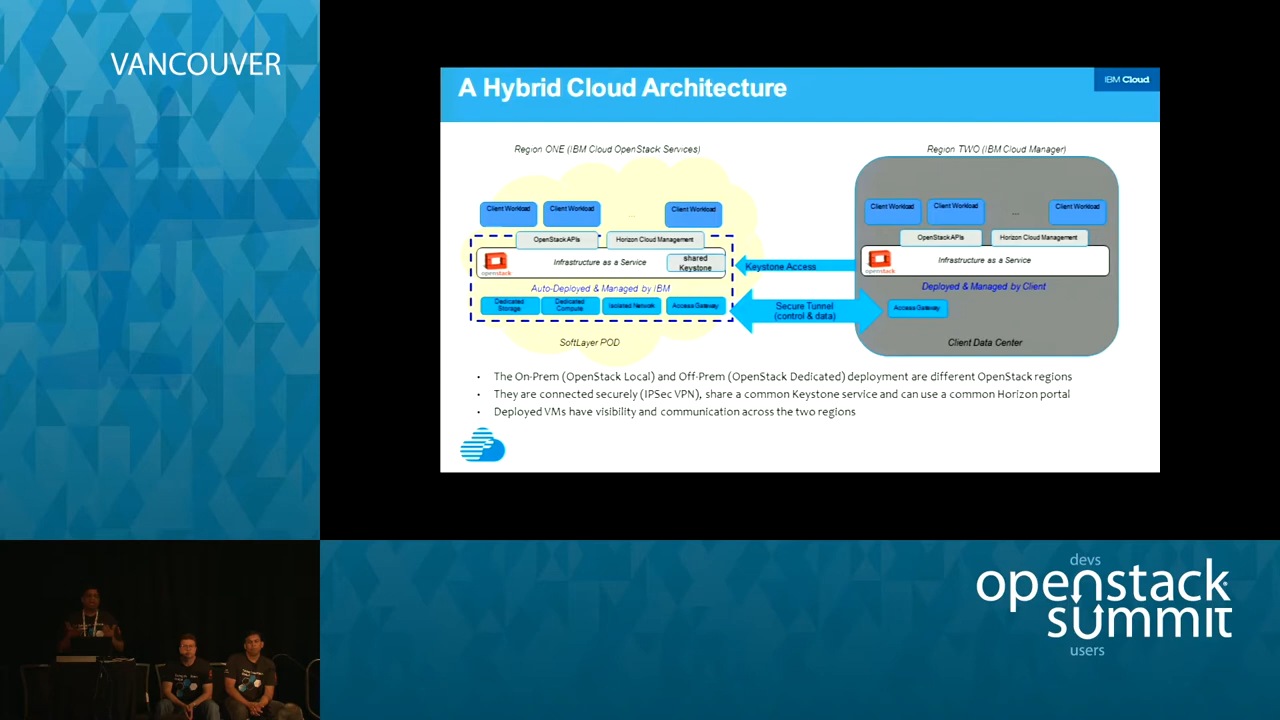 VANCOUVER
A Hybrid Cloud Architecture
IBM Cloud
Region ONE (IBM Cloud OpenStack Services)
Region TWO (IBM Cloud Manager)
Client Workload
Client Workload
...
Client Workload
OpenStack APIs
Horizon Cloud Management
openstack
Infrastructure as a Service
shared
Keystone
Auto-Deployed & Managed by IBM
Dedicated
Storage
Dedicated
Compute
Isolated Network
Access Gateway
SoftLayer POD
Keystone Access
Secure Tunnel
(control & data)
Client Workload
Client Workload
...
Client Workload
OpenStack APIs
Horizon Cloud Management
openstack
Infrastructure as a Service
Deployed & Managed by Client
Access Gateway
Client Data Center
• The On-Prem (OpenStack Local) and Off-Prem (OpenStack Dedicated) deployment are different OpenStack regions
• They are connected securely (IPSec VPN), share a common Keystone service and can use a common Horizon portal
• Deployed VMs have visibility and communication across the two regions
devs
openstack
summit
users